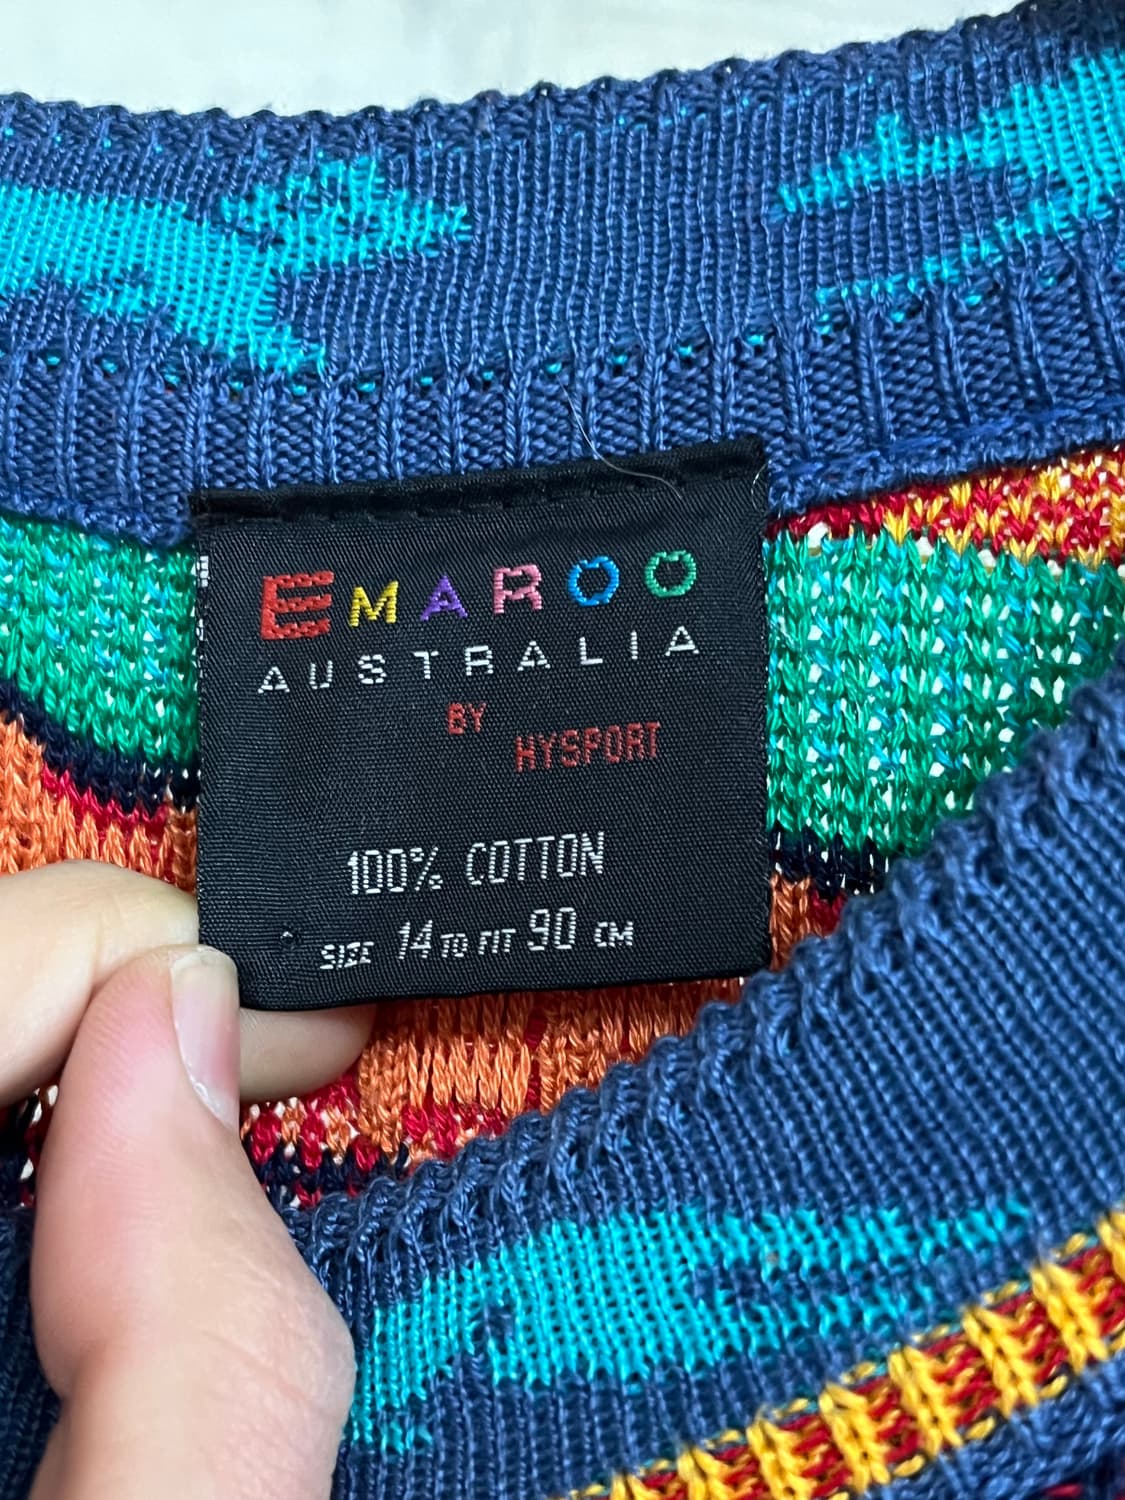 EMAROO
AUSTRALIA
BY
HYSPORT
100% COTTON
SIZE 14 TO FIT 90 CM